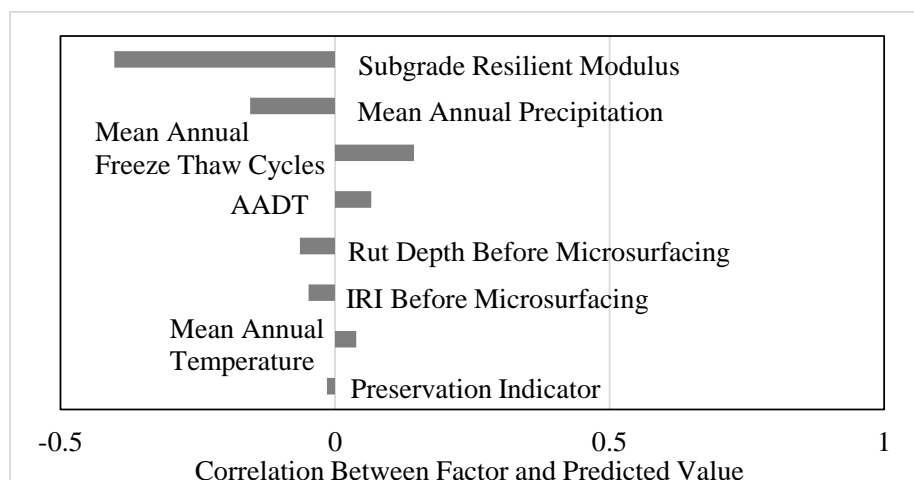 Subgrade Resilient Modulus
Mean Annual Precipitation
Mean Annual
Freeze Thaw Cycles
AADT
Rut Depth Before Microsurfacing
IRI Before Microsurfacing
Mean Annual
Temperature
Preservation Indicator
-0.5 0 0.5 1
Correlation Between Factor and Predicted Value